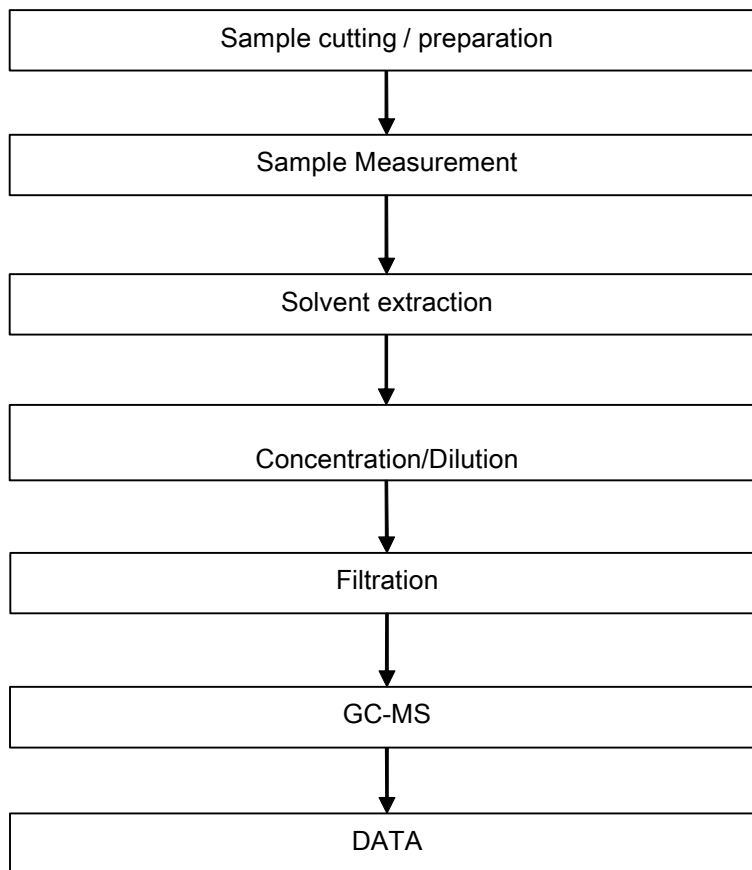 Sample cutting / preparation
Sample Measurement
Solvent extraction
Concentration/Dilution
Filtration
GC-MS
DATA